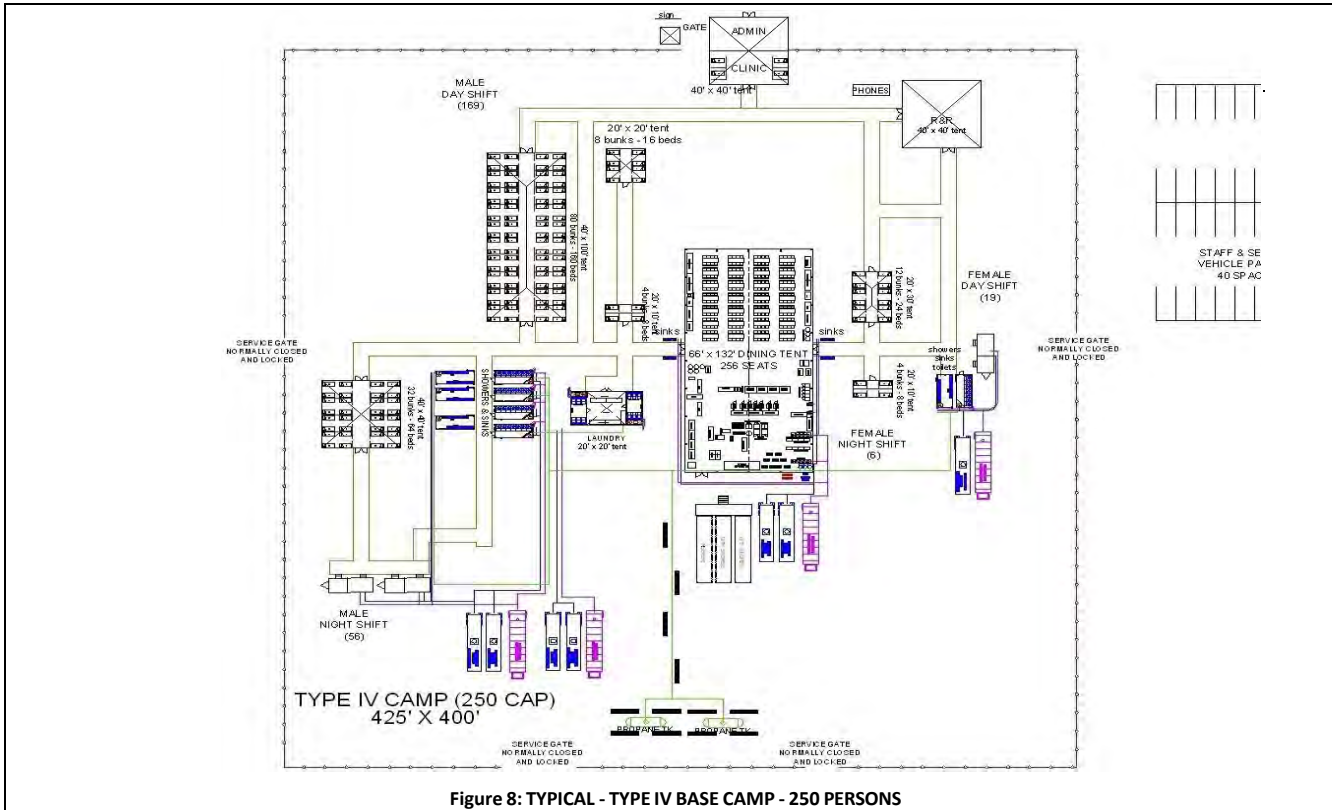 sign
GATE
ADMIN
CLINIC
40' x 40' tent
MALE
DAY SHIFT
(169)
PHONES
R&R
40' x 40' tent
20' x 20' tent
8 bunks - 16 beds
40' x 100' tent
80 bunks - 160 beds
20' x 10' tent
4 bunks - 8 beds
sinks
sinks
66' x 132' DINING TENT
256 SEATS
20' x 30' tent
12 bunks - 24 beds
FEMALE
DAY SHIFT
(19)
STAFF & SE
VEHICLE PA
40 SPAC
SERVICE GATE
NORMALLY CLOSED
AND LOCKED
SERVICE GATE
NORMALLY CLOSED
AND LOCKED
showers
sinks
toilets
20' x 10' tent
4 bunks - 8 beds
40' x 40' tent
32 bunks - 64 beds
SHOWERS & SINKS
LAUNDRY
20' x 20' tent
FEMALE
NIGHT SHIFT
(6)
MALE
NIGHT SHIFT
(56)
TYPE IV CAMP (250 CAP)
425' X 400'
PROPANE TK
PROPANE TK
SERVICE GATE
NORMALLY CLOSED
AND LOCKED
SERVICE GATE
NORMALLY CLOSED
AND LOCKED
Figure 8: TYPICAL - TYPE IV BASE CAMP - 250 PERSONS